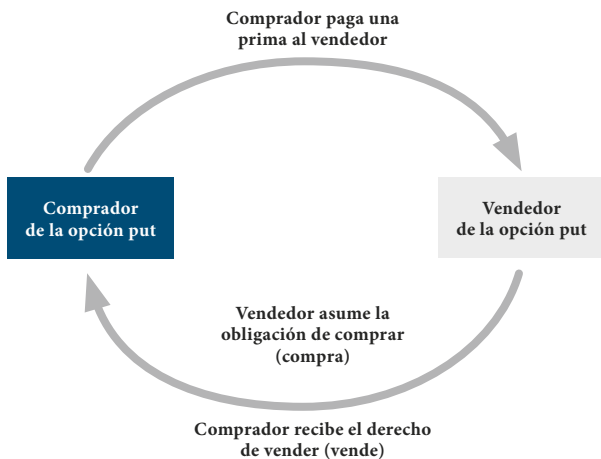 Comprador paga una
prima al vendedor
Comprador
de la opción put
Vendedor
de la opción put
Vendedor asume la
obligación de comprar
(compra)
Comprador recibe el derecho
de vender (vende)